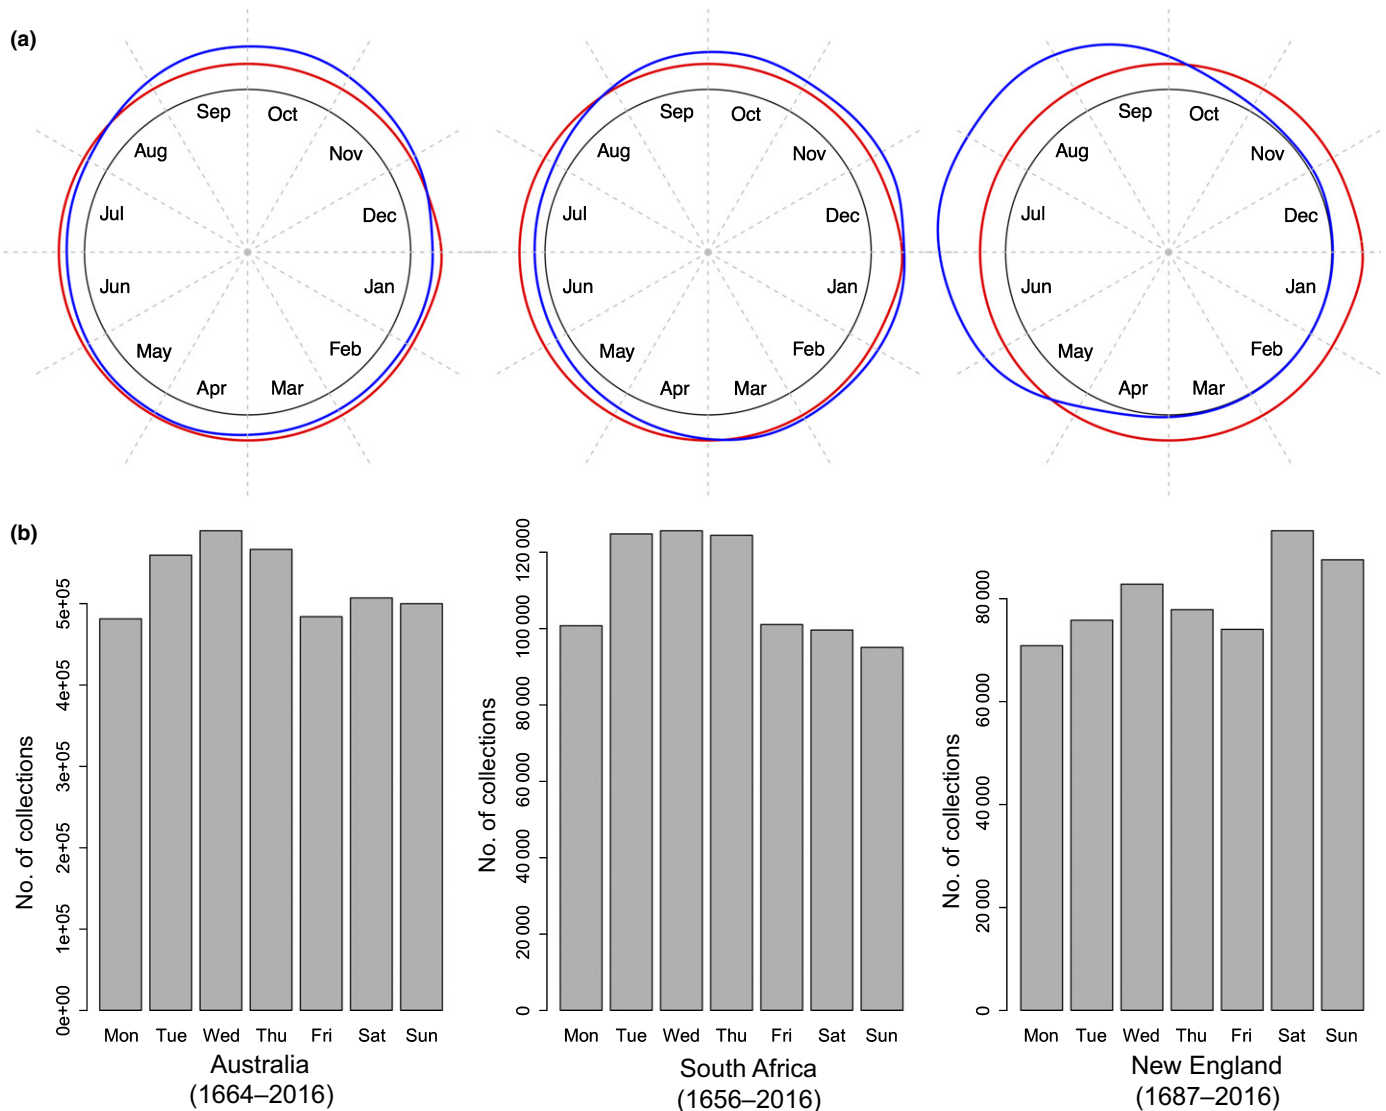 (a)
Sep Oct
Aug Nov
Jul Dec
Jun Jan
May Feb
Apr Mar
Sep Oct
Aug Nov
Jul Dec
Jun Jan
May Feb
Apr Mar
Sep Oct
Aug Nov
Jul Dec
Jun Jan
May Feb
Apr Mar
(b)
No. of collections
5e+05
4e+05
3e+05
2e+05
1e+05
0e+00
Mon Tue Wed Thu Fri Sat Sun
Australia
(1664–2016)
No. of collections
120 000
100 000
80 000
60 000
40 000
20 000
0
Mon Tue Wed Thu Fri Sat Sun
South Africa
(1656–2016)
No. of collections
80 000
60 000
40 000
20 000
0
Mon Tue Wed Thu Fri Sat Sun
New England
(1687–2016)